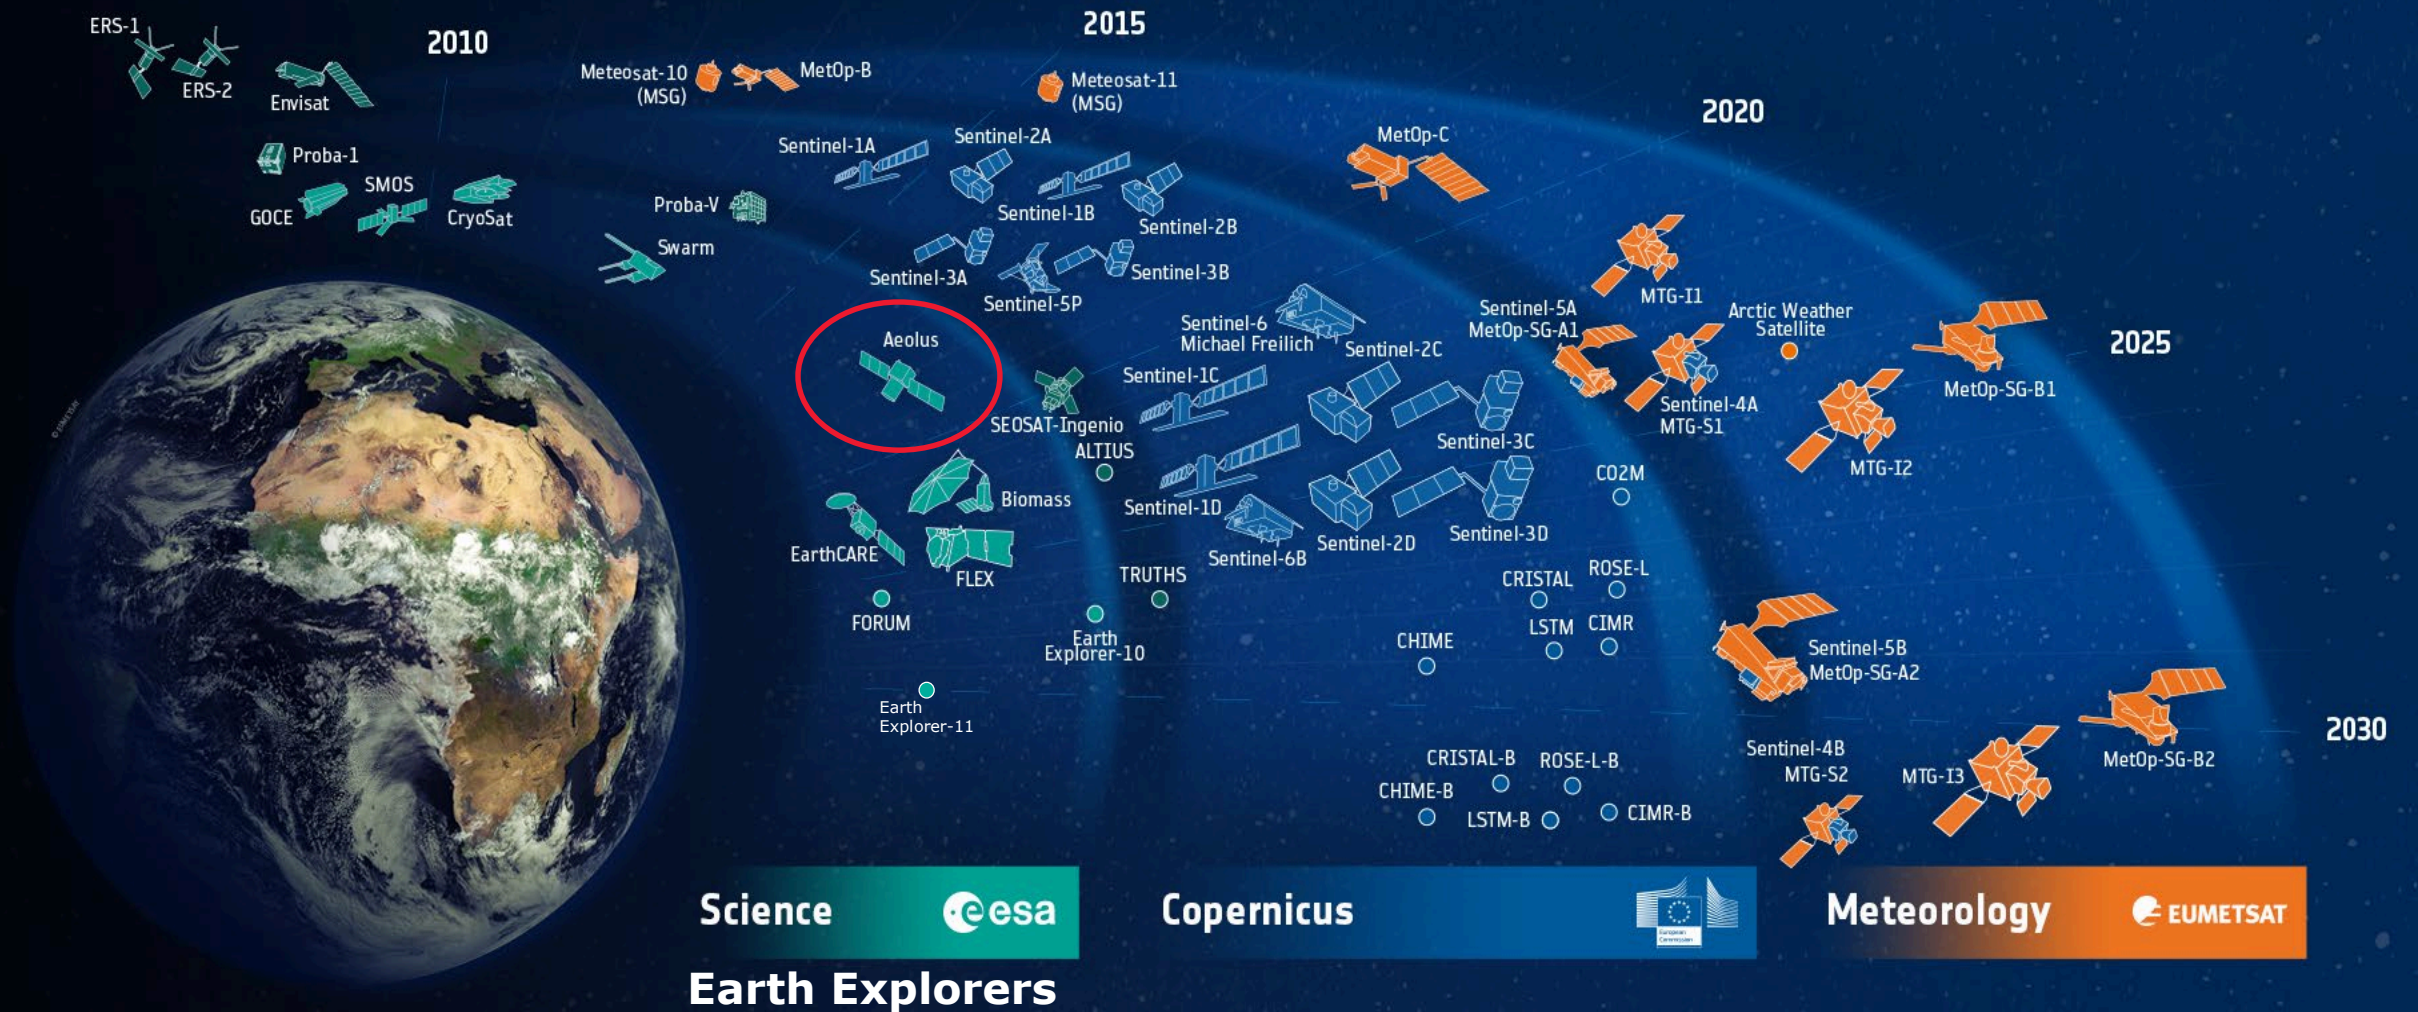 ERS-1
ERS-2
Envisat
2010
Meteosat-10
(MSG)
MetOp-B
2015
Meteosat-11
(MSG)
2020
Proba-1
GOCE
SMOS
CryoSat
Proba-V
Swarm
Sentinel-1A
Sentinel-2A
Sentinel-1B
Sentinel-2B
Sentinel-3A
Sentinel-5P
Sentinel-3B
MetOp-C
MTG-I1
Aeolus
SEOSAT-Ingenio
ALTIUS
Sentinel-6
Michael Freilich
Sentinel-2C
Sentinel-1C
Sentinel-3C
Sentinel-5A
MetOp-SG-A1
Sentinel-4A
MTG-S1
Arctic Weather
Satellite
MTG-I2
MetOp-SG-B1
2025
© EUMETSAT
Biomass
EarthCARE
FLEX
Sentinel-1D
Sentinel-6B
Sentinel-2D
Sentinel-3D
CO2M
FORUM
TRUTHS
Earth
Explorer-10
CRISTAL
ROSE-L
LSTM
CIMR
CHIME
Sentinel-5B
MetOp-SG-A2
Earth
Explorer-11
2030
CRISTAL-B
ROSE-L-B
CHIME-B
LSTM-B
CIMR-B
Sentinel-4B
MTG-S2
MTG-I3
MetOp-SG-B2
Science
esa
Copernicus
European
Commission
Meteorology
EUMETSAT
Earth Explorers